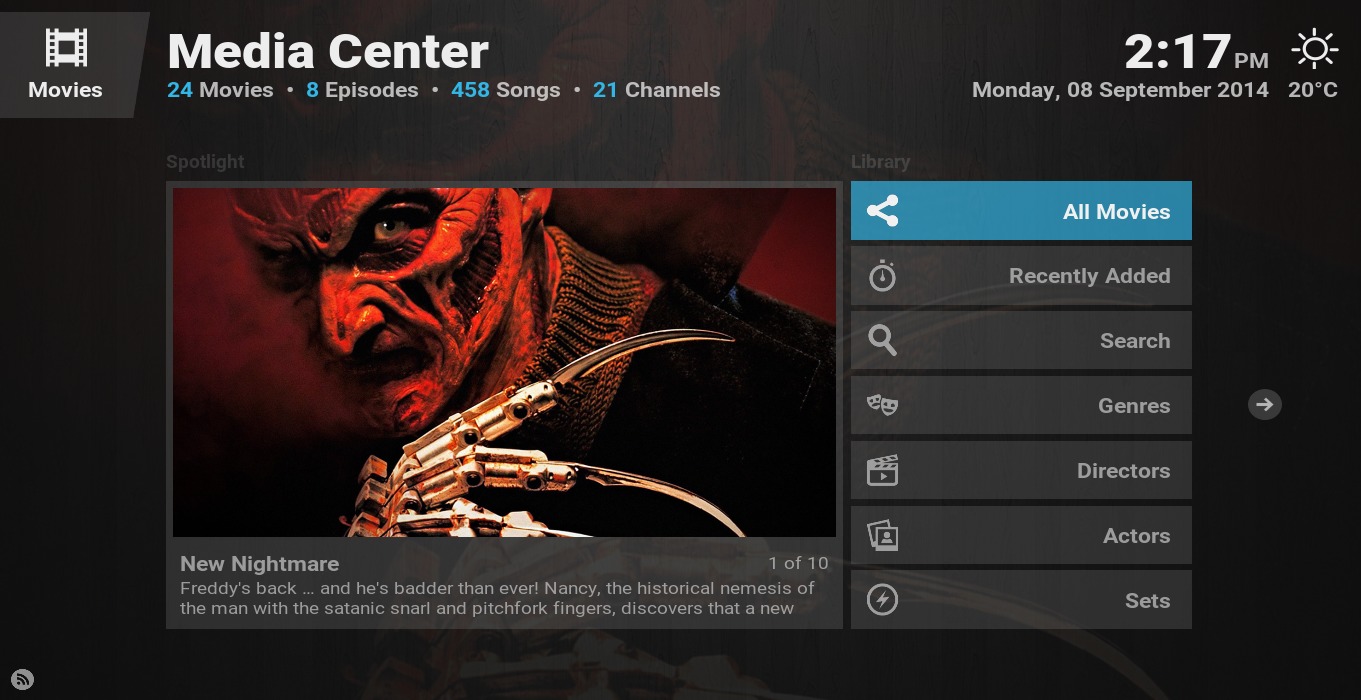 Movies
Media Center
24 Movies • 8 Episodes • 458 Songs • 21 Channels
2:17 PM
Monday, 08 September 2014 20°C
Spotlight
New Nightmare 1 of 10
Freddy's back ... and he's badder than ever! Nancy, the historical nemesis of
the man with the satanic snarl and pitchfork fingers, discovers that a new
Library
All Movies
Recently Added
Search
Genres
Directors
Actors
Sets